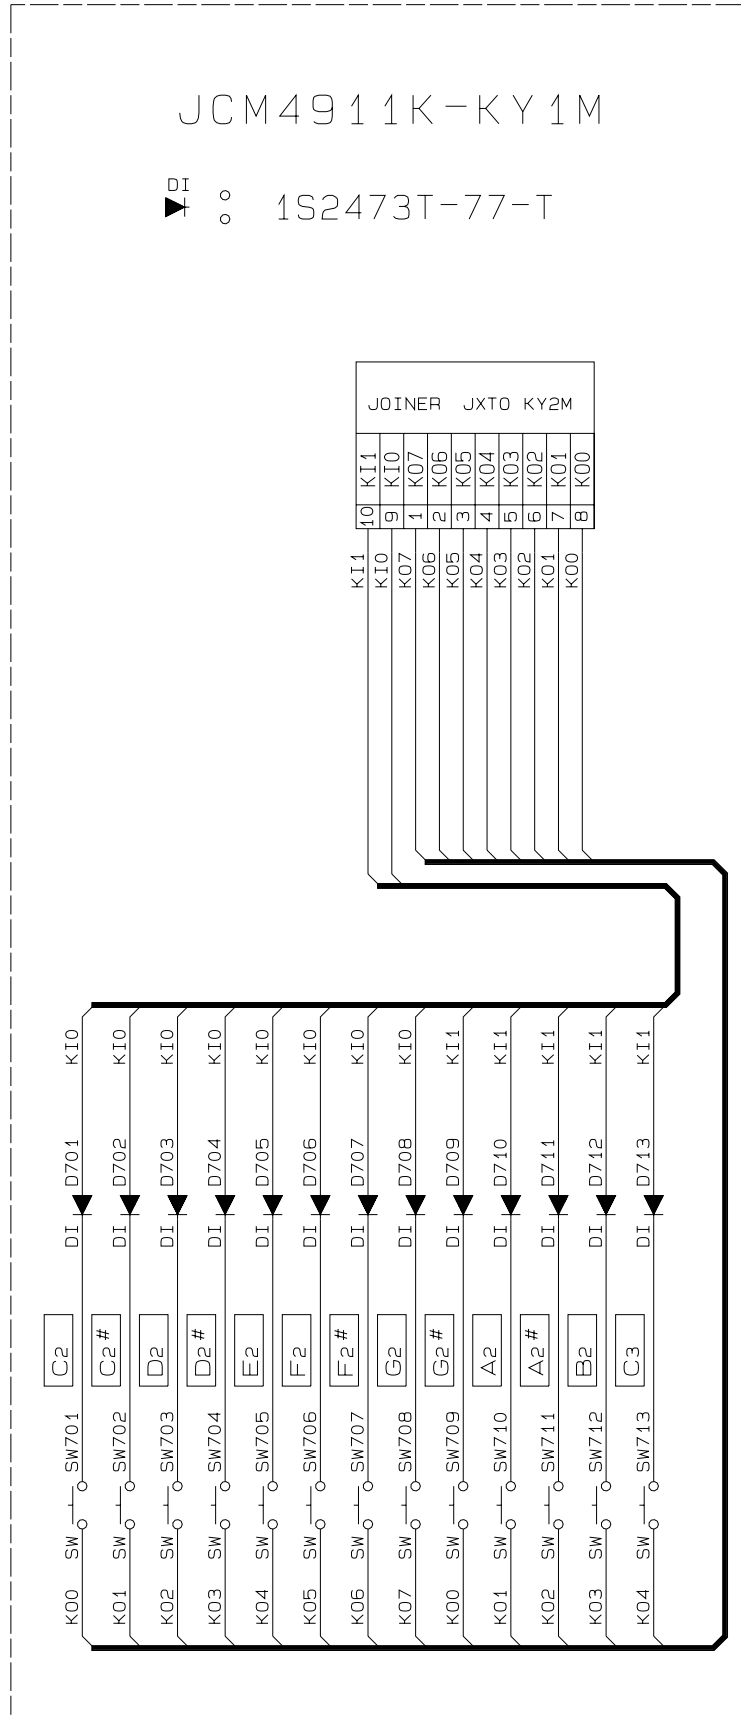 JCM4911K-KY1M
DI
1S2473T-77-T
JOINER JXTO KY2M
KI1 KI0 K07 K06 K05 K04 K03 K02 K01 K00
10 9 1 2 3 4 5 6 7 8
KI1 KI0 K07 K06 K05 K04 K03 K02 K01 K00
KI0 KI0 KI0 KI0 KI0 KI0 KI0 KI0 KI1 KI1 KI1 KI1 KI1
D701 D702 D703 D704 D705 D706 D707 D708 D709 D710 D711 D712 D713
DI DI DI DI DI DI DI DI DI DI DI DI DI
C2 C2# D2 D2# E2 F2 F2# G2 G2# A2 A2# B2 C3
SW701 SW702 SW703 SW704 SW705 SW706 SW707 SW708 SW709 SW710 SW711 SW712 SW713
SW SW SW SW SW SW SW SW SW SW SW SW SW
K00 K01 K02 K03 K04 K05 K06 K07 K00 K01 K02 K03 K04